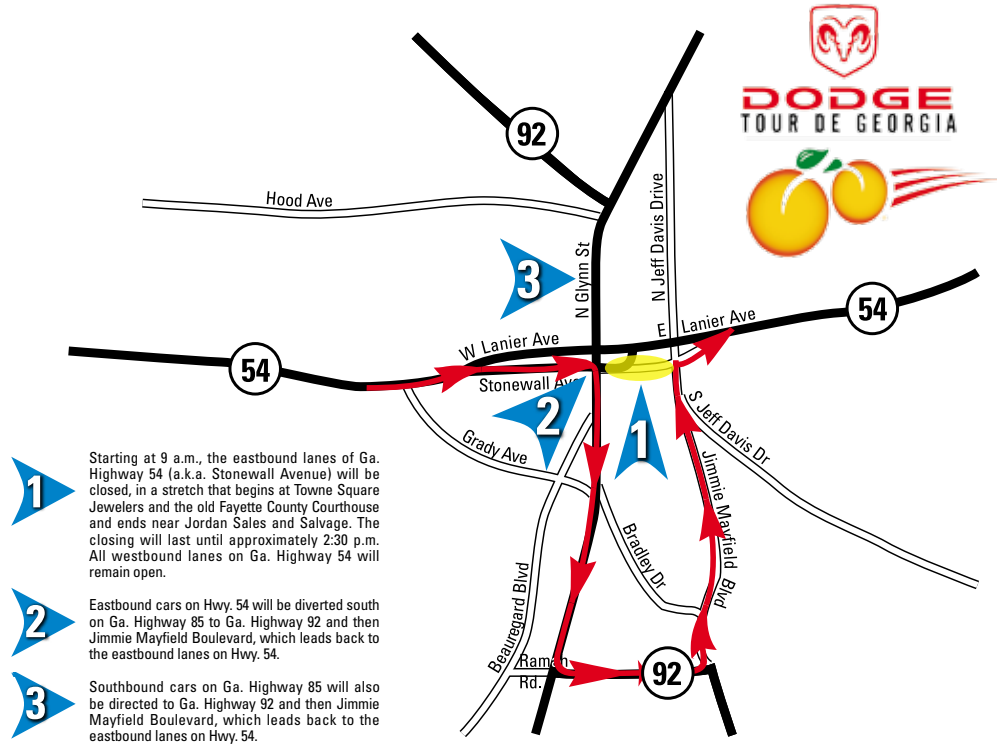 DODGE
TOUR DE GEORGIA
92
Hood Ave
N Jeff Davis Drive
N Glynn St
3
E Lanier Ave
54
W Lanier Ave
54
Stonewall Ave
2
1
S Jeff Davis Dr
Grady Ave
Jimmie Mayfield Blvd
Bradley Dr
Beauregard Blvd
Raman
Rd.
92
1
Starting at 9 a.m., the eastbound lanes of Ga.
Highway 54 (a.k.a. Stonewall Avenue) will be
closed, in a stretch that begins at Towne Square
Jewelers and the old Fayette County Courthouse
and ends near Jordan Sales and Salvage. The
closing will last until approximately 2:30 p.m.
All westbound lanes on Ga. Highway 54 will
remain open.
2
Eastbound cars on Hwy. 54 will be diverted south
on Ga. Highway 85 to Ga. Highway 92 and then
Jimmie Mayfield Boulevard, which leads back to
the eastbound lanes on Hwy. 54.
3
Southbound cars on Ga. Highway 85 will also
be directed to Ga. Highway 92 and then Jimmie
Mayfield Boulevard, which leads back to the
eastbound lanes on Hwy. 54.